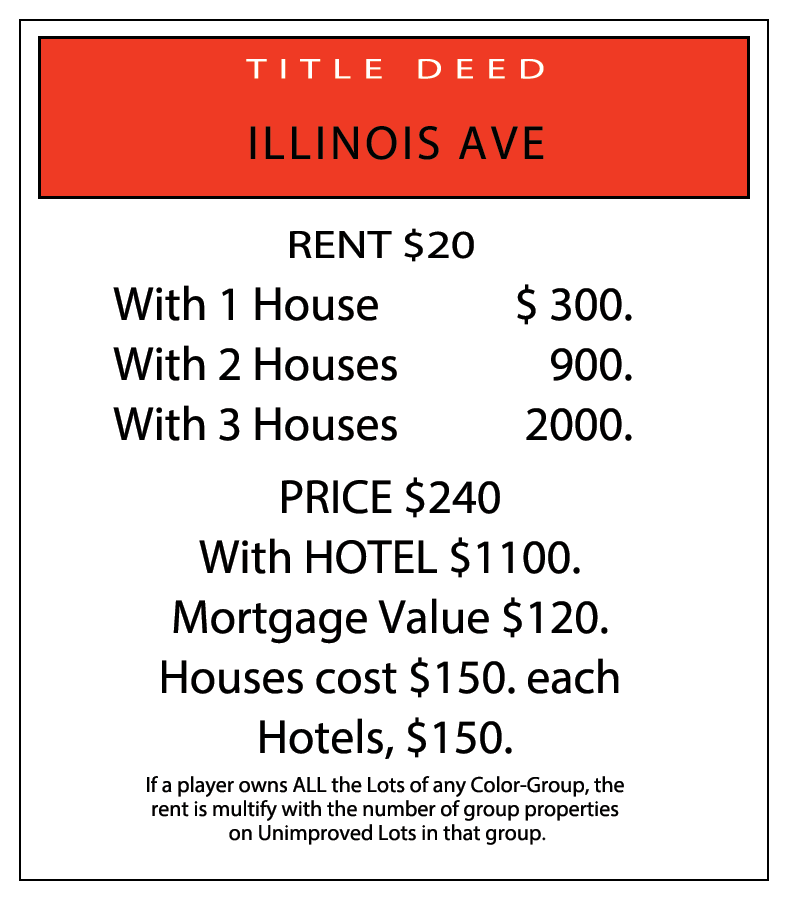 TITLE DEED
ILLINOIS AVE
RENT $20
With 1 House $ 300.
With 2 Houses 900.
With 3 Houses 2000.
PRICE $240
With HOTEL $1100.
Mortgage Value $120.
Houses cost $150. each
Hotels, $150.
If a player owns ALL the Lots of any Color-Group, the
rent is multify with the number of group properties
on Unimproved Lots in that group.